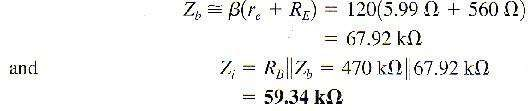 Z_b ≅ β(r_e + R_E) = 120(5.99 Ω + 560 Ω)
= 67.92 kΩ
and Z_i = R_B||Z_b = 470 kΩ||67.92 kΩ
= 59.34 kΩ